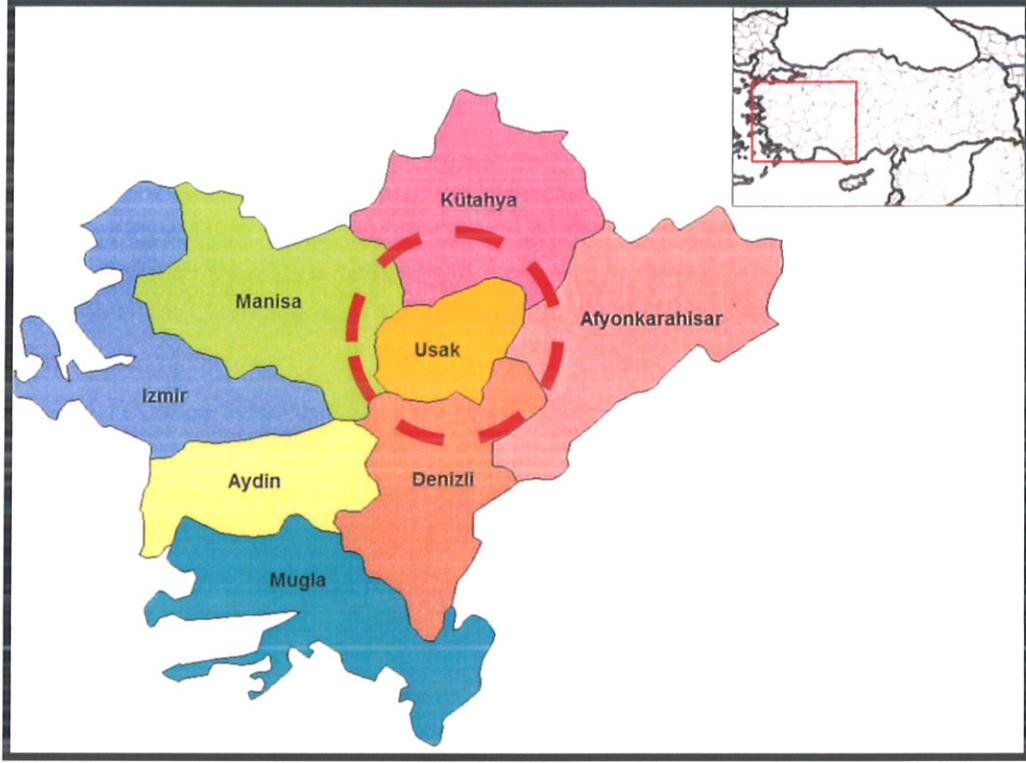 Kütahya
Manisa
Afyonkarahisar
Usak
Izmir
Aydin
Denizli
Mugla